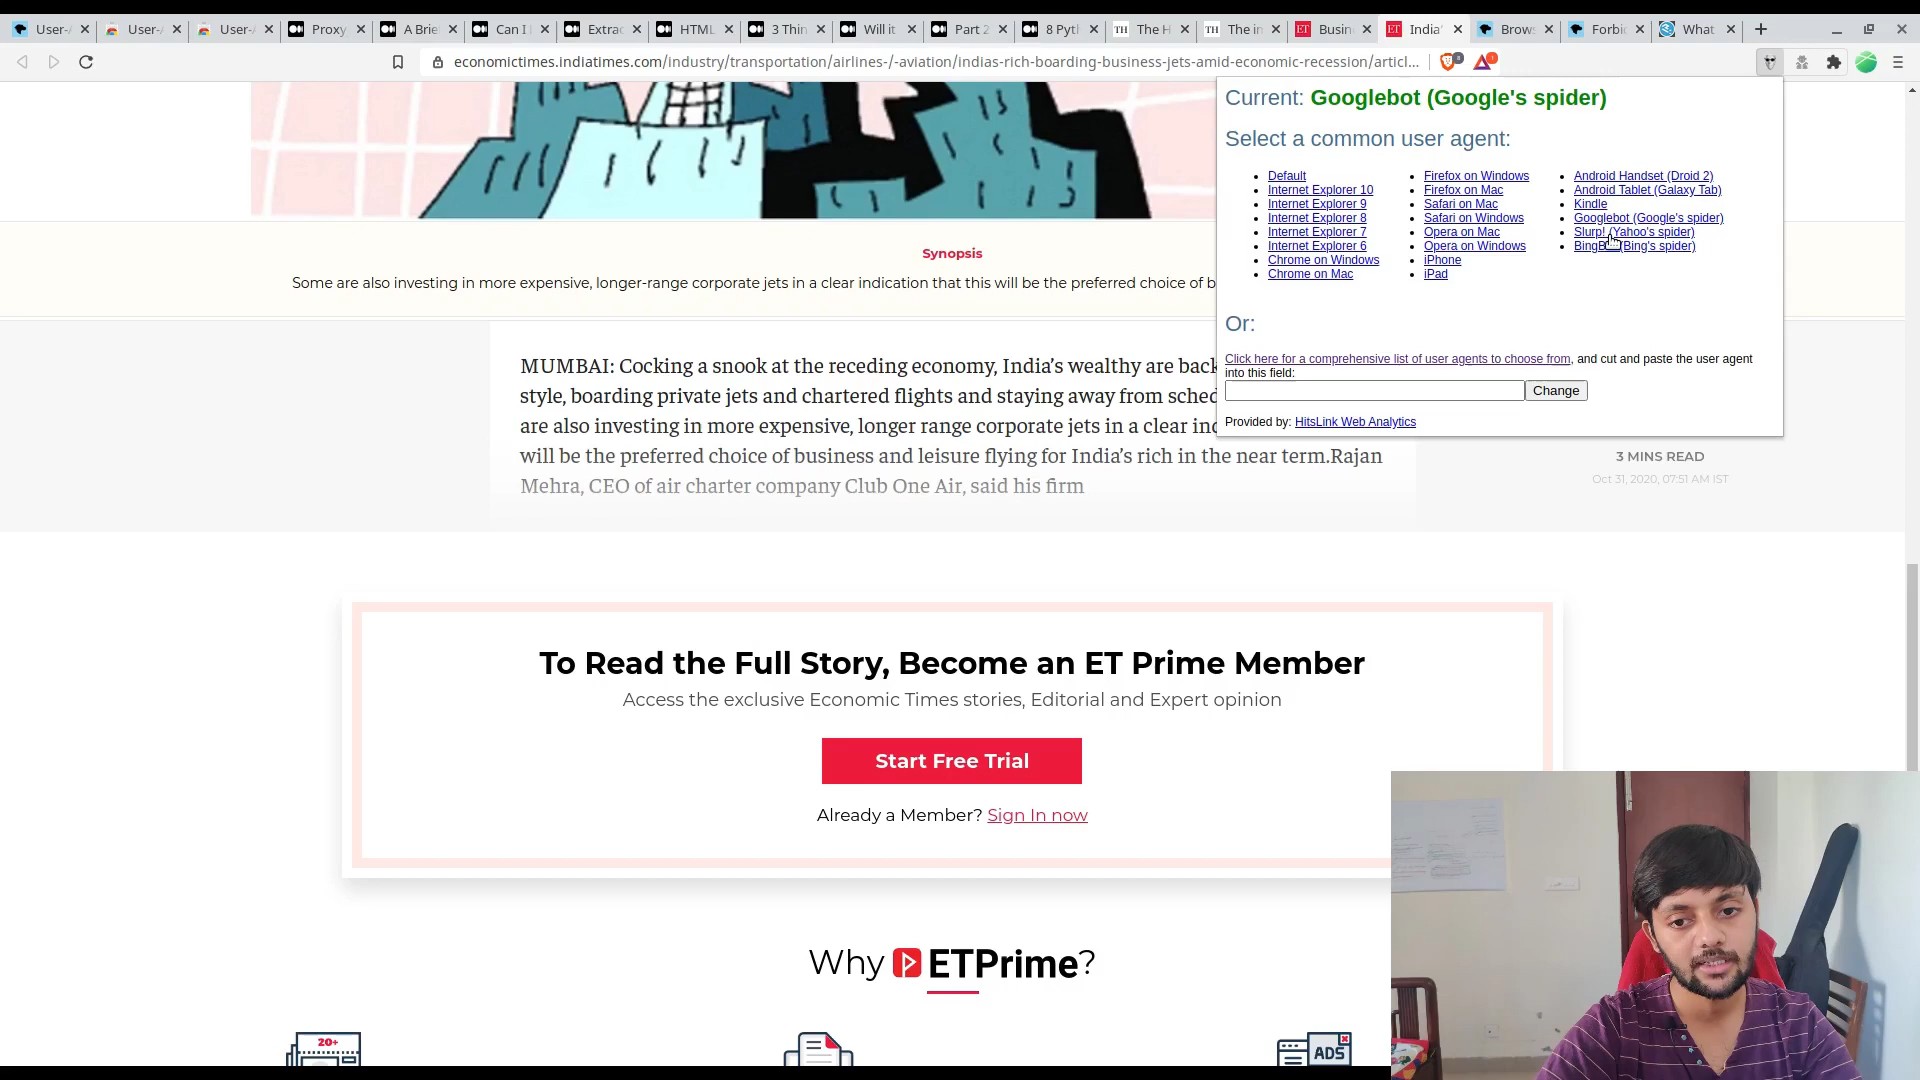 User-
User-
User-
Proxy
A Brie
Can I
Extrac
HTML
3 Thin
Will it
Part 2
8 Pyt
TH
The H
TH
The in
ET
Busin
ET
India'
Brow
Forbi
What
economictimes.indiatimes.com/industry/transportation/airlines-/-aviation/indias-rich-boarding-business-jets-amid-economic-recession/articl...
Current: Googlebot (Google's spider)
Select a common user agent:
Default
Internet Explorer 10
Internet Explorer 9
Internet Explorer 8
Internet Explorer 7
Internet Explorer 6
Chrome on Windows
Chrome on Mac
Firefox on Windows
Firefox on Mac
Safari on Mac
Safari on Windows
Opera on Mac
Opera on Windows
iPhone
iPad
Android Handset (Droid 2)
Android Tablet (Galaxy Tab)
Kindle
Googlebot (Google's spider)
Slurp! (Yahoo's spider)
(Bing's spider)
Or:
Click here for a comprehensive list of user agents to choose from, and cut and paste the user agent
into this field:
Change
Provided by: HitsLink Web Analytics
Synopsis
Some are also investing in more expensive, longer-range corporate jets in a clear indication that this will be the preferred choice of b
MUMBAI: Cocking a snook at the receding economy, India’s wealthy are back
style, boarding private jets and chartered flights and staying away from sched
are also investing in more expensive, longer range corporate jets in a clear inc
will be the preferred choice of business and leisure flying for India’s rich in the near term.Rajan
Mehra, CEO of air charter company Club One Air, said his firm
3 MINS READ
Oct 31, 2020, 07:51 AM IST
To Read the Full Story, Become an ET Prime Member
Access the exclusive Economic Times stories, Editorial and Expert opinion
Start Free Trial
Already a Member? Sign In now
Why ETPrime?
20+
ADS